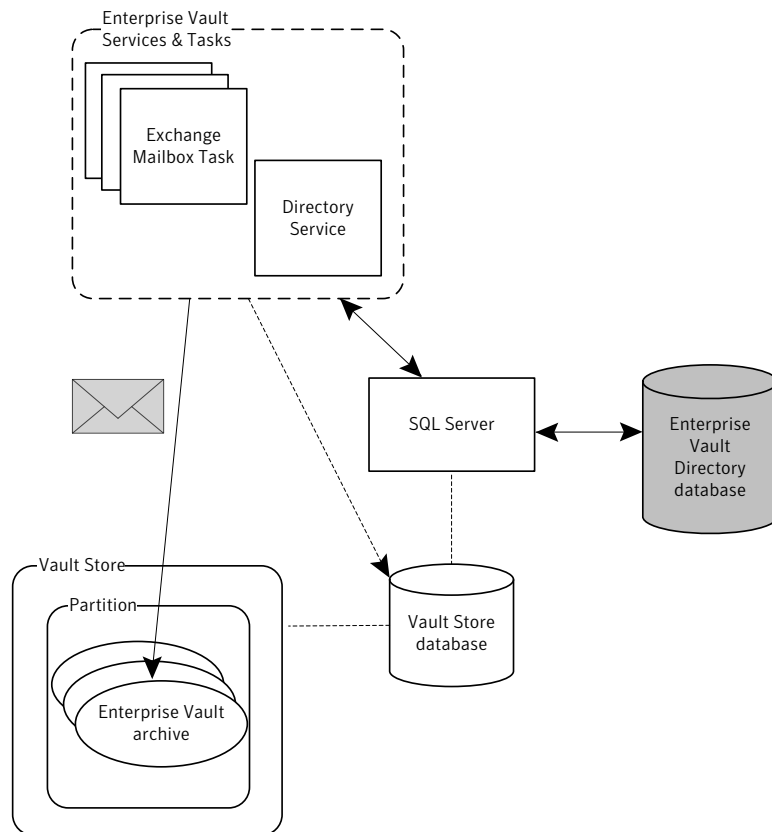 Enterprise Vault
Services & Tasks
Exchange
Mailbox Task
Directory
Service
SQL Server
Enterprise
Vault
Directory
database
Vault Store
Partition
Vault Store
database
Enterprise Vault
archive